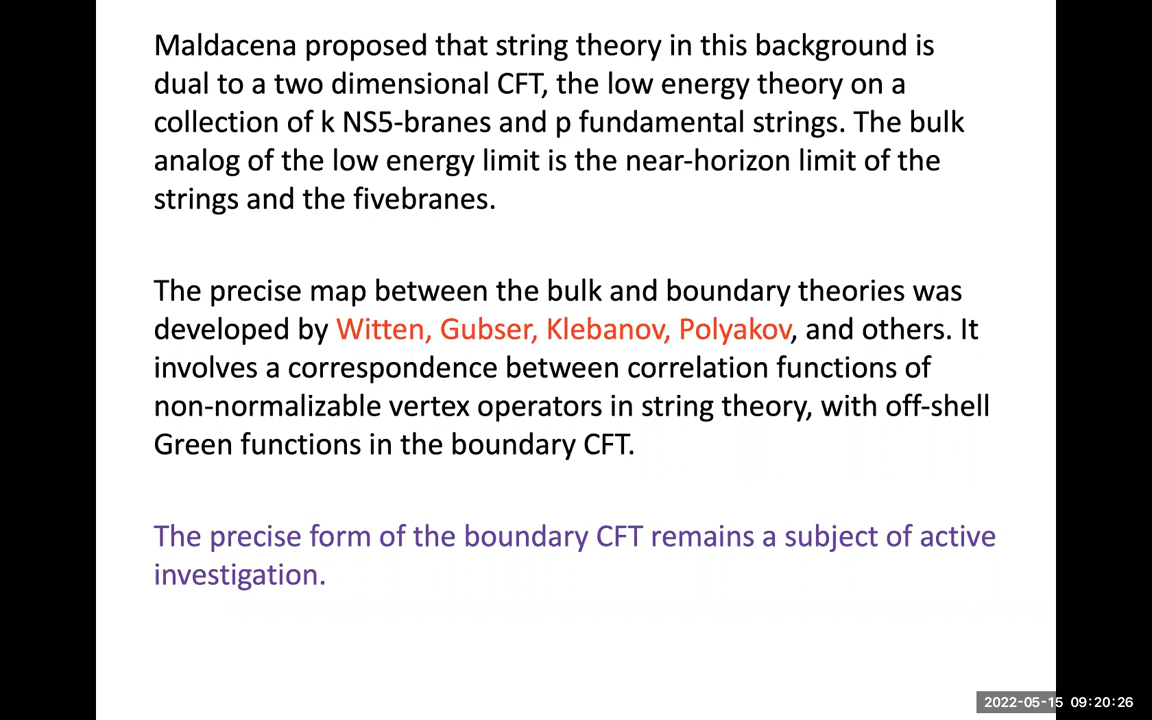 Maldacena proposed that string theory in this background is
dual to a two dimensional CFT, the low energy theory on a
collection of k NS5-branes and p fundamental strings. The bulk
analog of the low energy limit is the near-horizon limit of the
strings and the fivebranes.
The precise map between the bulk and boundary theories was
developed by Witten, Gubser, Klebanov, Polyakov, and others. It
involves a correspondence between correlation functions of
non-normalizable vertex operators in string theory, with off-shell
Green functions in the boundary CFT.
The precise form of the boundary CFT remains a subject of active
investigation.
2022-05-15 09:20:26